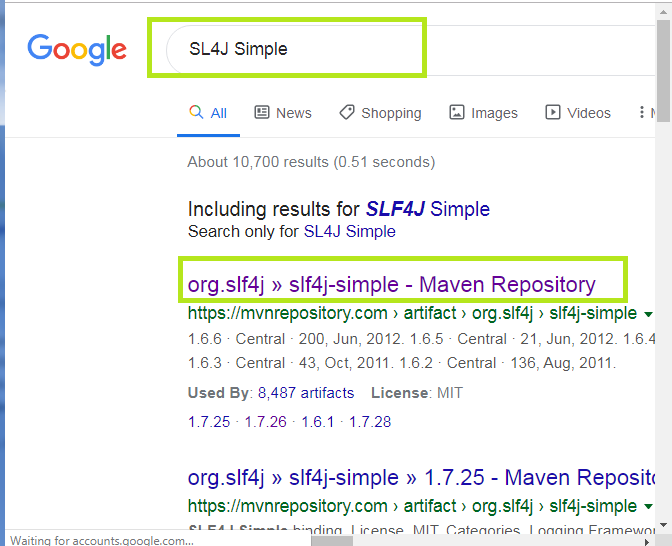 Google
SL4J Simple
All News Shopping Images Videos
About 10,700 results (0.51 seconds)
Including results for SLF4J Simple
Search only for SL4J Simple
org.slf4j » slf4j-simple - Maven Repository
https://mvnrepository.com › artifact › org.slf4j › slf4j-simple
1.6.6 · Central · 200, Jun, 2012. 1.6.5 · Central · 21, Jun, 2012. 1.6.4
1.6.3 · Central · 43, Oct, 2011. 1.6.2 · Central · 136, Aug, 2011.
Used By: 8,487 artifacts License: MIT
1.7.25 · 1.7.26 · 1.6.1 · 1.7.28
org.slf4j » slf4j-simple » 1.7.25 - Maven Reposito
https://mvnrepository.com › artifact › org.slf4j › slf4j-simple
SLF4J Simple binding. License, MIT. Categories, Logging Framewor
Waiting for accounts.google.com...